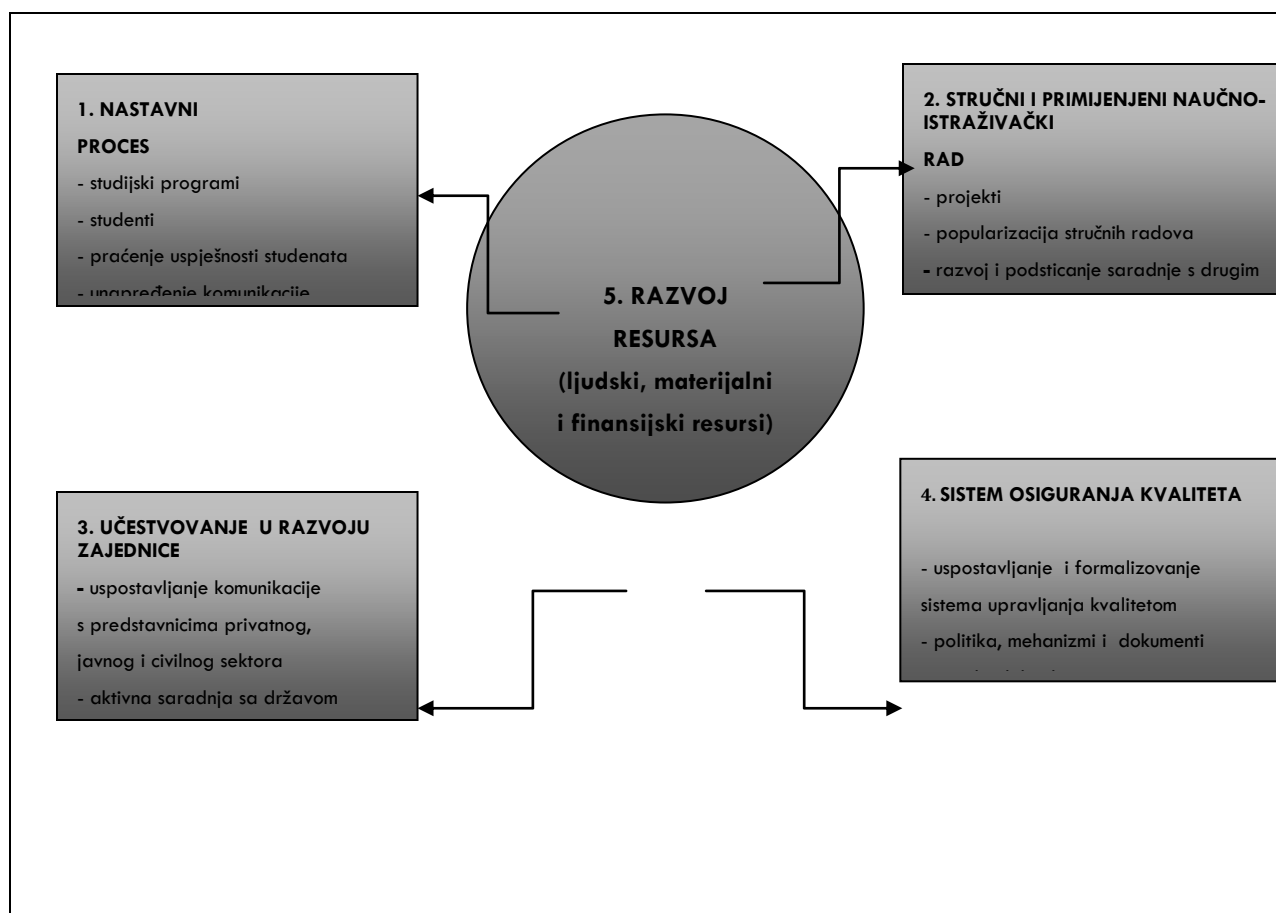 1. NASTAVNI
PROCES
- studijski programi
- studenti
- praćenje uspješnosti studenata
- unapređenje komunikacije
2. STRUČNI I PRIMIJENJENI NAUČNO-
ISTRAŽIVAČKI
RAD
- projekti
- popularizacija stručnih radova
- razvoj i podsticanje saradnje s drugim
5. RAZVOJ
RESURSA
(ljudski, materijalni
i finansijski resursi)
3. UČESTVOVANJE U RAZVOJU
ZAJEDNICE
- uspostavljanje komunikacije
s predstavnicima privatnog,
javnog i civilnog sektora
- aktivna saradnja sa državom
4. SISTEM OSIGURANJA KVALITETA
- uspostavljanje i formalizovanje
sistema upravljanja kvalitetom
- politika, mehanizmi i dokumenti